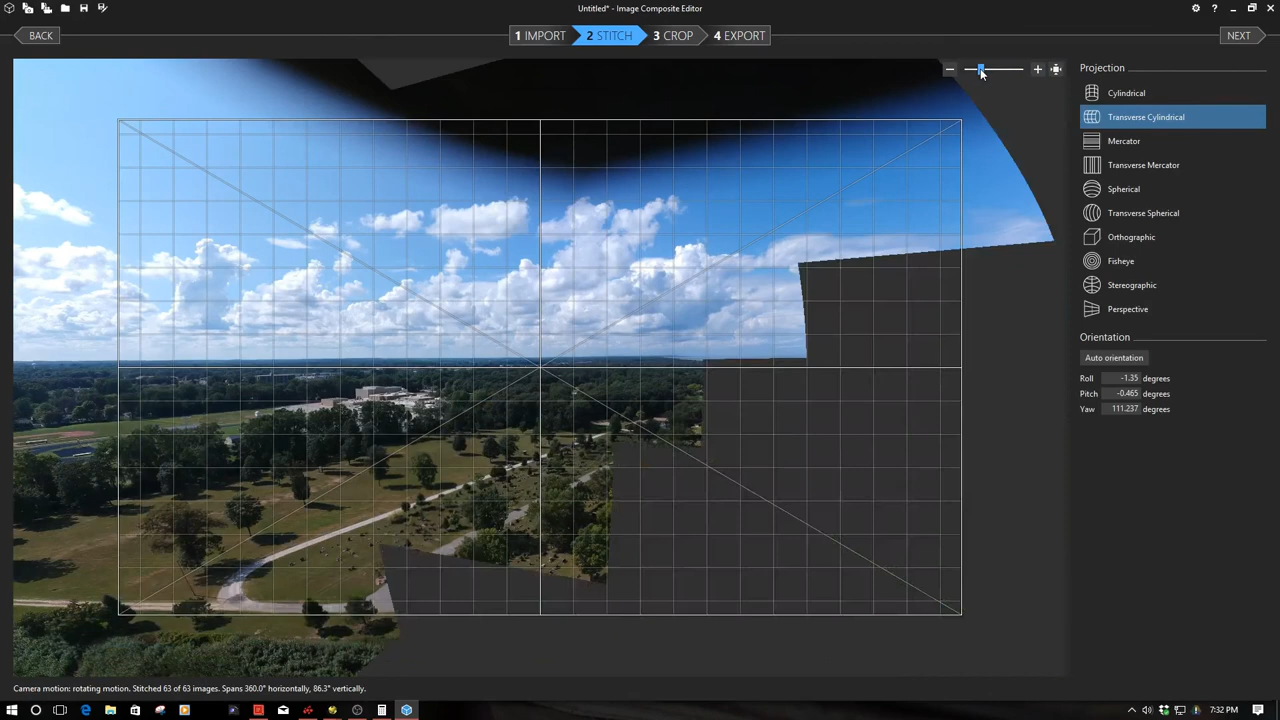 Untitled* - Image Composite Editor
BACK
1 IMPORT
2 STITCH
3 CROP
4 EXPORT
NEXT
Projection
Cylindrical
Transverse Cylindrical
Mercator
Transverse Mercator
Spherical
Transverse Spherical
Orthographic
Fisheye
Stereographic
Perspective
Orientation
Auto orientation
Roll -1.35 degrees
Pitch -0.465 degrees
Yaw 111.237 degrees
Camera motion: rotating motion. Stitched 63 of 63 images. Spans 360.0° horizontally, 86.3° vertically.
7:32 PM